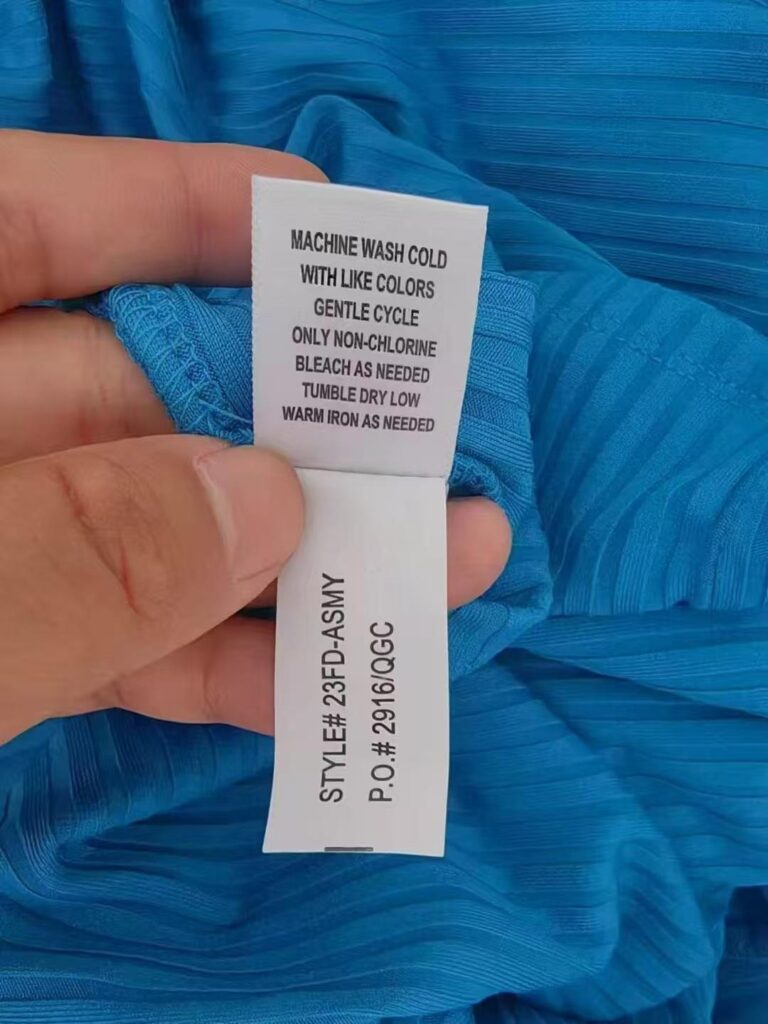 MACHINE WASH COLD
WITH LIKE COLORS
GENTLE CYCLE
ONLY NON-CHLORINE
BLEACH AS NEEDED
TUMBLE DRY LOW
WARM IRON AS NEEDED
STYLE# 23FD-ASMY
P.O.# 2916/QGC